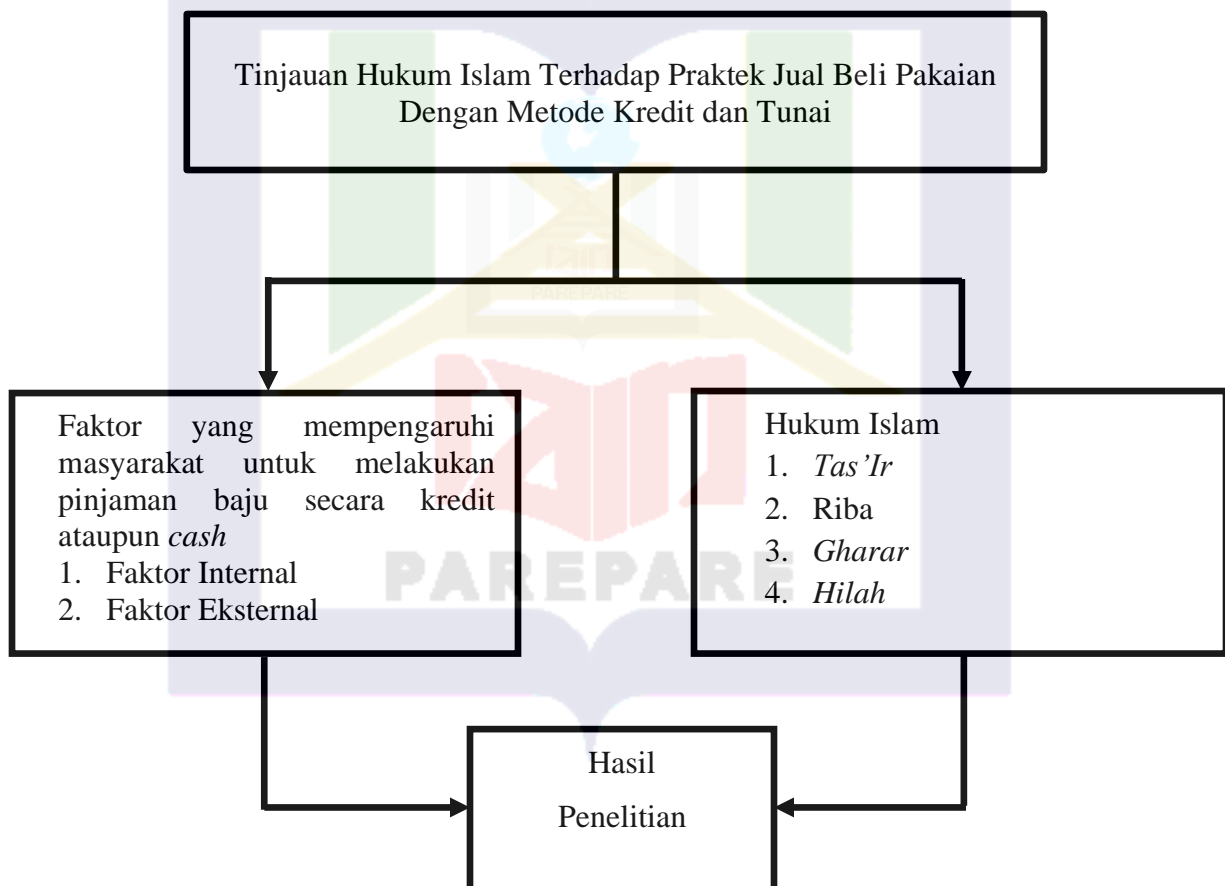 Tinjauan Hukum Islam Terhadap Praktek Jual Beli Pakaian
Dengan Metode Kredit dan Tunai
PAREPARE
Faktor yang mempengaruhi
masyarakat untuk melakukan
pinjaman baju secara kredit
ataupun cash
1. Faktor Internal
2. Faktor Eksternal
Hukum Islam
1. Tas’Ir
2. Riba
3. Gharar
4. Hilah
PAREPARE
Hasil
Penelitian